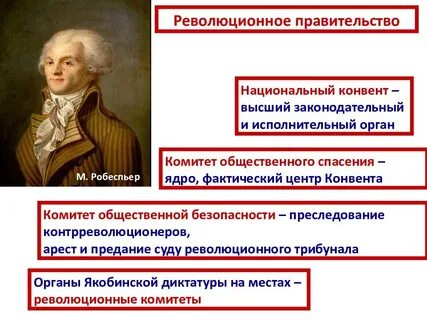 Революционное правительство
Национальный конвент –
высший законодательный
и исполнительный орган
М. Робеспьер
Комитет общественного спасения –
ядро, фактический центр Конвента
Комитет общественной безопасности – преследование
контрреволюционеров,
арест и предание суду революционного трибунала
Органы Якобинской диктатуры на местах –
революционные комитеты